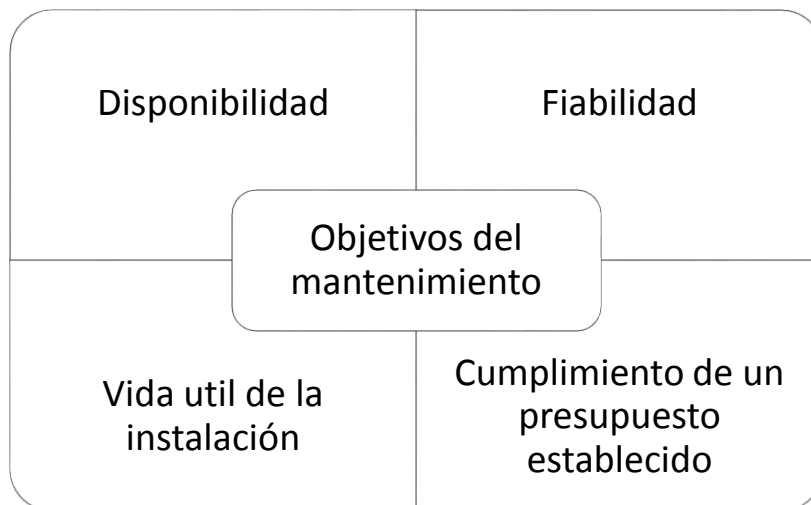 Disponibilidad
Fiabilidad
Objetivos del
mantenimiento
Vida util de la
instalación
Cumplimiento de un
presupuesto
establecido